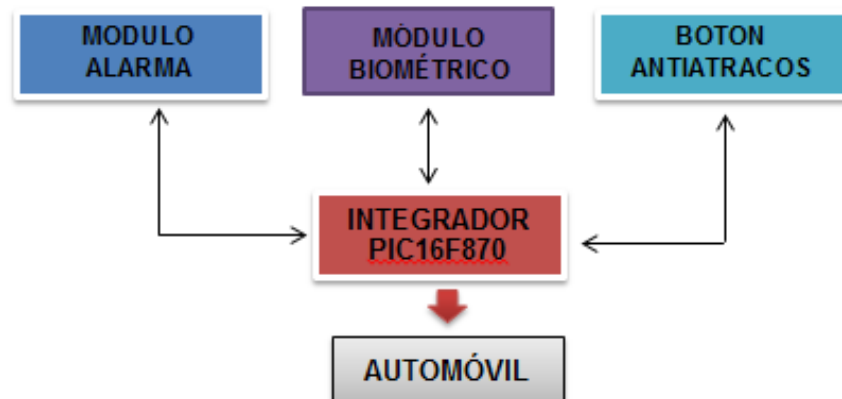 MODULO
ALARMA
MÓDULO
BIOMÉTRICO
BOTON
ANTIATRACOS
INTEGRADOR
PIC16F870
AUTOMÓVIL